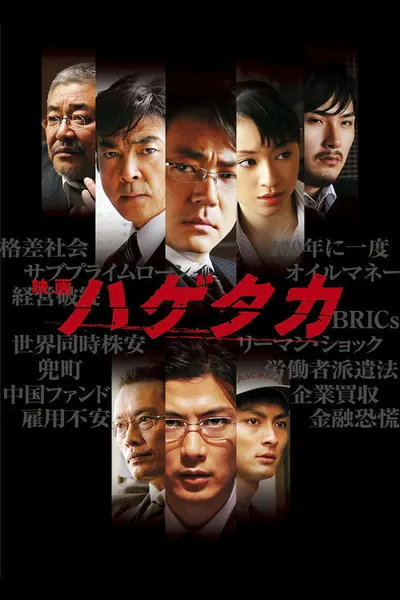 格差社会
100年に一度
サブプライムローン
オイルマネー
経営破綻
映画 ハゲタカ
BRICs
世界同時株安
リーマン・ショック
兜町
労働者派遣法
中国ファンド
企業買収
雇用不安
金融恐慌